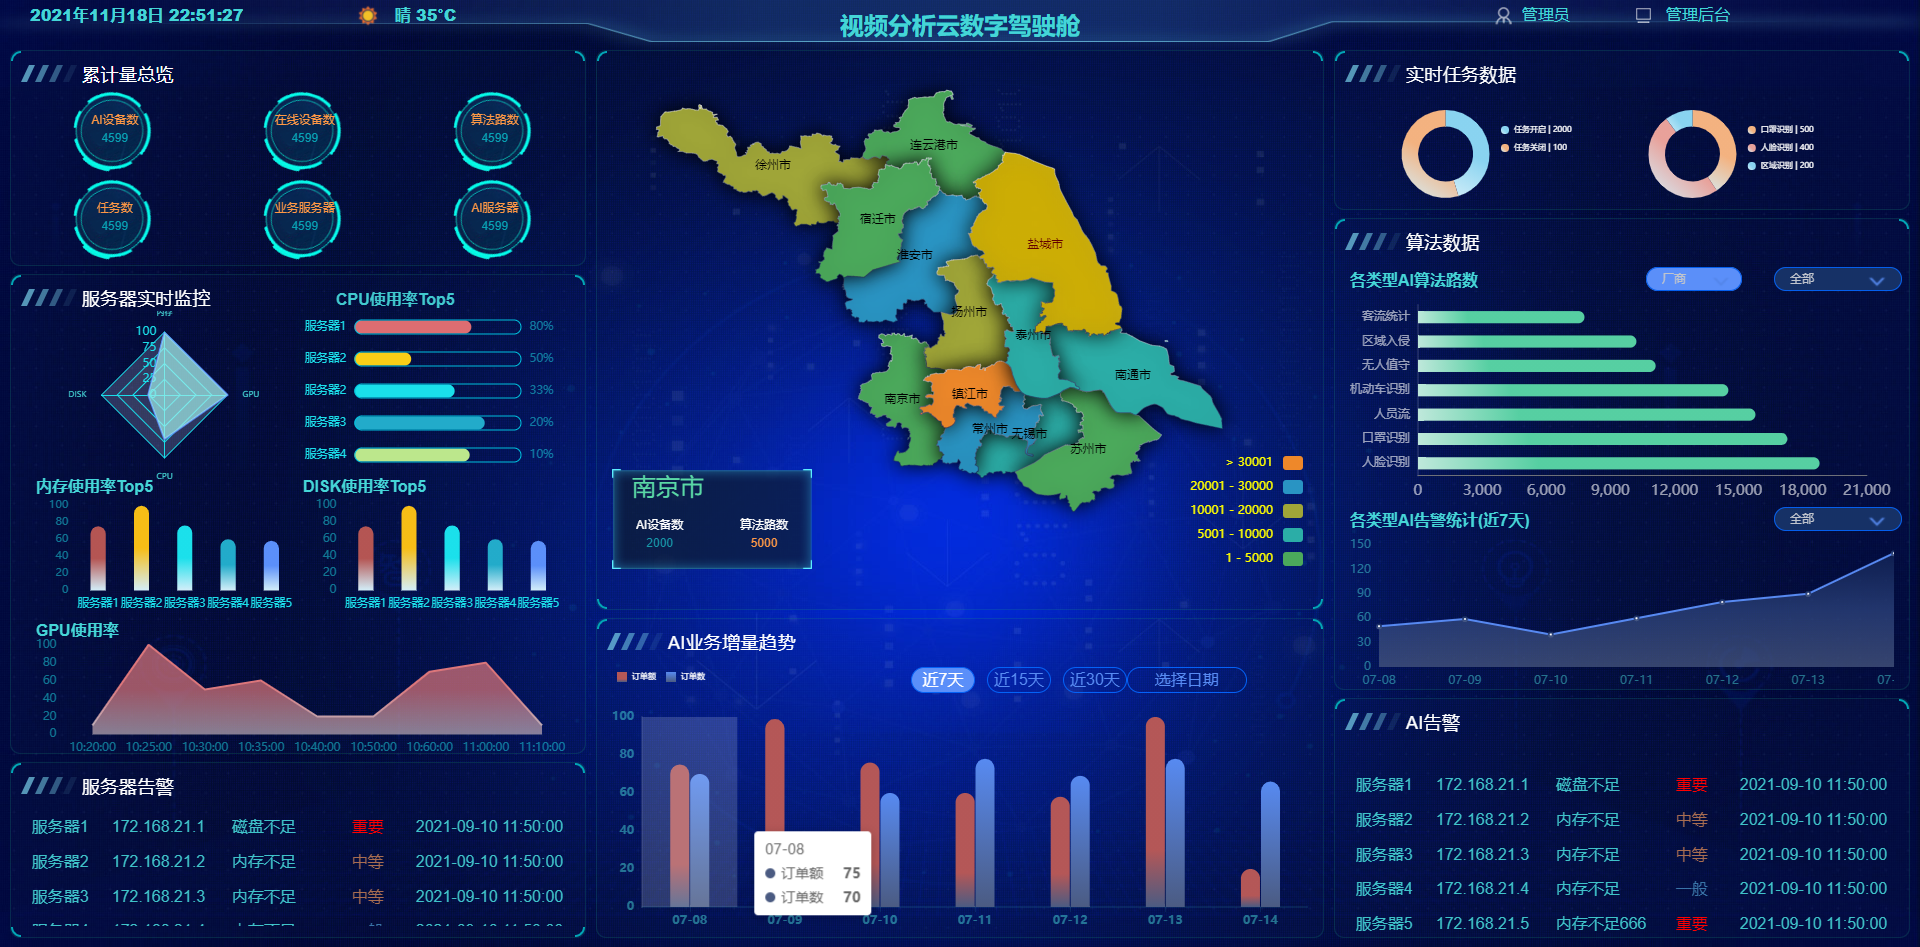 2021年11月18日 22:51:27
晴 35°C
视频分析云数字驾驶舱
管理员
管理后台
累计量总览
AI设备数
4599
在线设备数
4599
算法路数
4599
任务数
4599
业务服务器
4599
AI服务器
4599
服务器实时监控
内存
100
75
50
25
0
DISK
GPU
CPU
CPU使用率Top5
服务器1 80%
服务器2 50%
服务器2 33%
服务器3 20%
服务器4 10%
内存使用率Top5
100
80
60
40
20
0
服务器1 服务器2 服务器3 服务器4 服务器5
DISK使用率Top5
100
80
60
40
20
0
服务器1 服务器2 服务器3 服务器4 服务器5
GPU使用率
100
80
60
40
20
0
10:20:00 10:25:00 10:30:00 10:35:00 10:40:00 10:50:00 10:60:00 11:00:00 11:10:00
服务器告警
服务器1 172.168.21.1 磁盘不足 重要 2021-09-10 11:50:00
服务器2 172.168.21.2 内存不足 中等 2021-09-10 11:50:00
服务器3 172.168.21.3 内存不足 中等 2021-09-10 11:50:00
徐州市
连云港市
宿迁市
淮安市
盐城市
扬州市
泰州市
南通市
南京市
镇江市
常州市
无锡市
苏州市
南京市
AI设备数 算法路数
2000 5000
> 30001
20001 - 30000
10001 - 20000
5001 - 10000
1 - 5000
AI业务增量趋势
订单额 订单数
近7天 近15天 近30天 选择日期
100
80
60
40
20
0
07-08 07-09 07-10 07-11 07-12 07-13 07-14
07-08
订单额 75
订单数 70
实时任务数据
任务开启 | 2000
任务关闭 | 100
口罩识别 | 500
人脸识别 | 400
区域识别 | 200
算法数据
各类型AI算法路数
厂商
全部
客流统计
区域入侵
无人值守
机动车识别
人员流
口罩识别
人脸识别
0 3,000 6,000 9,000 12,000 15,000 18,000 21,000
各类型AI告警统计(近7天)
全部
150
120
90
60
30
0
07-08 07-09 07-10 07-11 07-12 07-13 07-
AI告警
服务器1 172.168.21.1 磁盘不足 重要 2021-09-10 11:50:00
服务器2 172.168.21.2 内存不足 中等 2021-09-10 11:50:00
服务器3 172.168.21.3 内存不足 中等 2021-09-10 11:50:00
服务器4 172.168.21.4 内存不足 一般 2021-09-10 11:50:00
服务器5 172.168.21.5 内存不足666 重要 2021-09-10 11:50:00